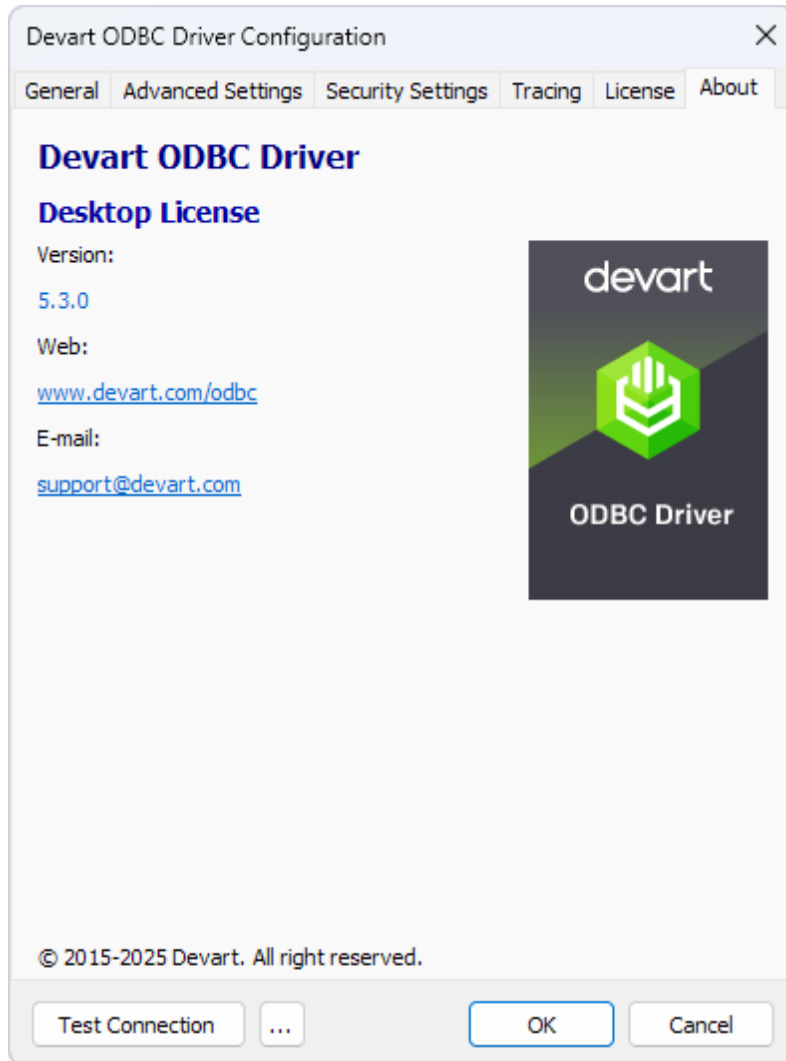 Devart ODBC Driver Configuration
General Advanced Settings Security Settings Tracing License About
Devart ODBC Driver
Desktop License
Version:
5.3.0
Web:
www.devart.com/odbc
E-mail:
support@devart.com
devart
ODBC Driver
© 2015-2025 Devart. All right reserved.
Test Connection ... OK Cancel